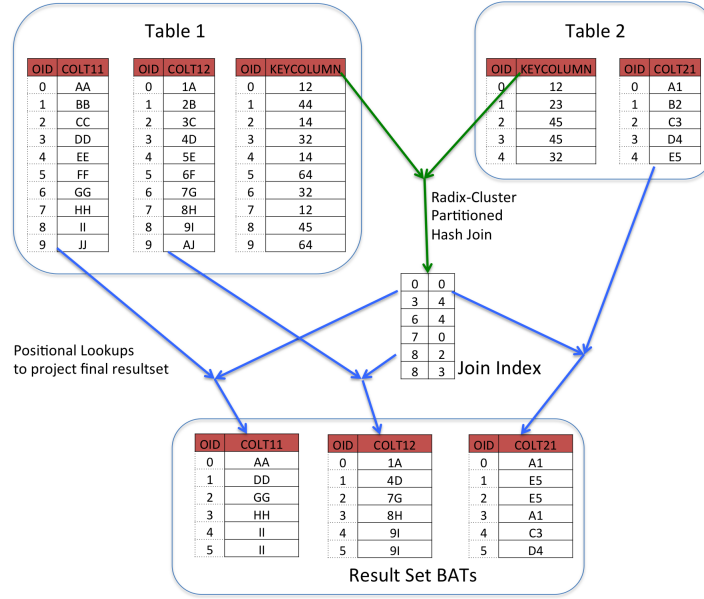 Table 1
Table 2
OID COLT11
0 AA
1 BB
2 CC
3 DD
4 EE
5 FF
6 GG
7 HH
8 II
9 JJ
OID COLT12
0 1A
1 2B
2 3C
3 4D
4 5E
5 6F
6 7G
7 8H
8 9I
9 AJ
OID KEYCOLUMN
0 12
1 44
2 14
3 32
4 14
5 64
6 32
7 12
8 45
9 64
OID KEYCOLUMN
0 12
1 23
2 45
3 45
4 32
OID COLT21
0 A1
1 B2
2 C3
3 D4
4 E5
Radix-Cluster
Partitioned
Hash Join
0 0
3 4
6 4
7 0
8 2
8 3
Join Index
Positional Lookups
to project final resultset
OID COLT11
0 AA
1 DD
2 GG
3 HH
4 II
5 II
OID COLT12
0 1A
1 4D
2 7G
3 8H
4 9I
5 9I
OID COLT21
0 A1
1 E5
2 E5
3 A1
4 C3
5 D4
Result Set BATs